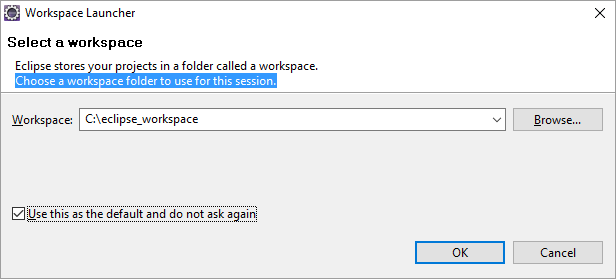 Workspace Launcher
Select a workspace
Eclipse stores your projects in a folder called a workspace.
Choose a workspace folder to use for this session.
Workspace: C:\eclipse_workspace Browse...
Use this as the default and do not ask again
OK Cancel